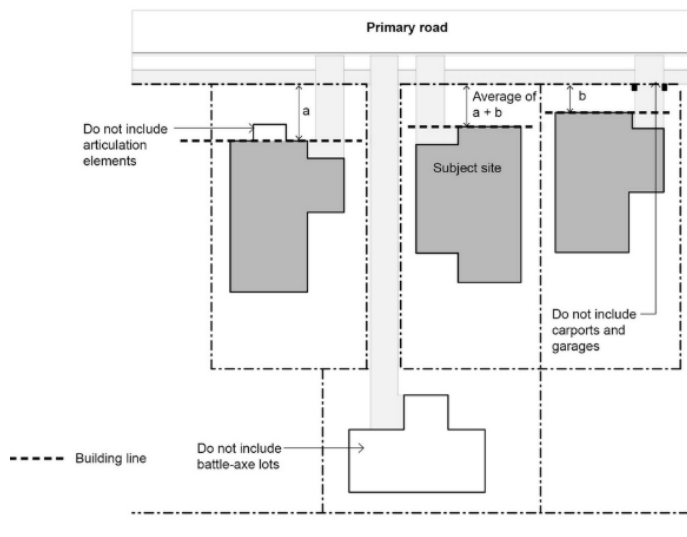 Primary road
a
Average of
a + b
b
Do not include
articulation
elements
Subject site
Do not include
carports and
garages
Do not include
battle-axe lots
Building line